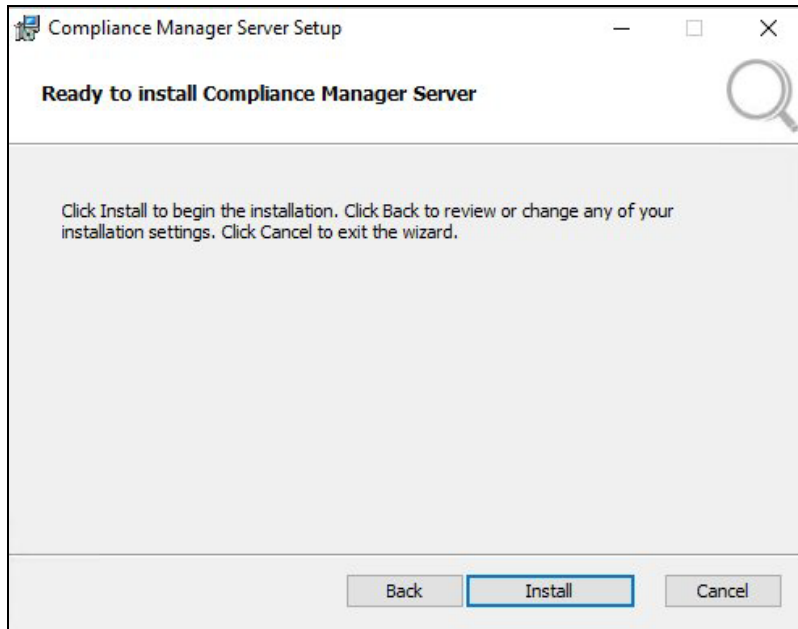 Compliance Manager Server Setup
Ready to install Compliance Manager Server
Click Install to begin the installation. Click Back to review or change any of your
installation settings. Click Cancel to exit the wizard.
Back Install Cancel